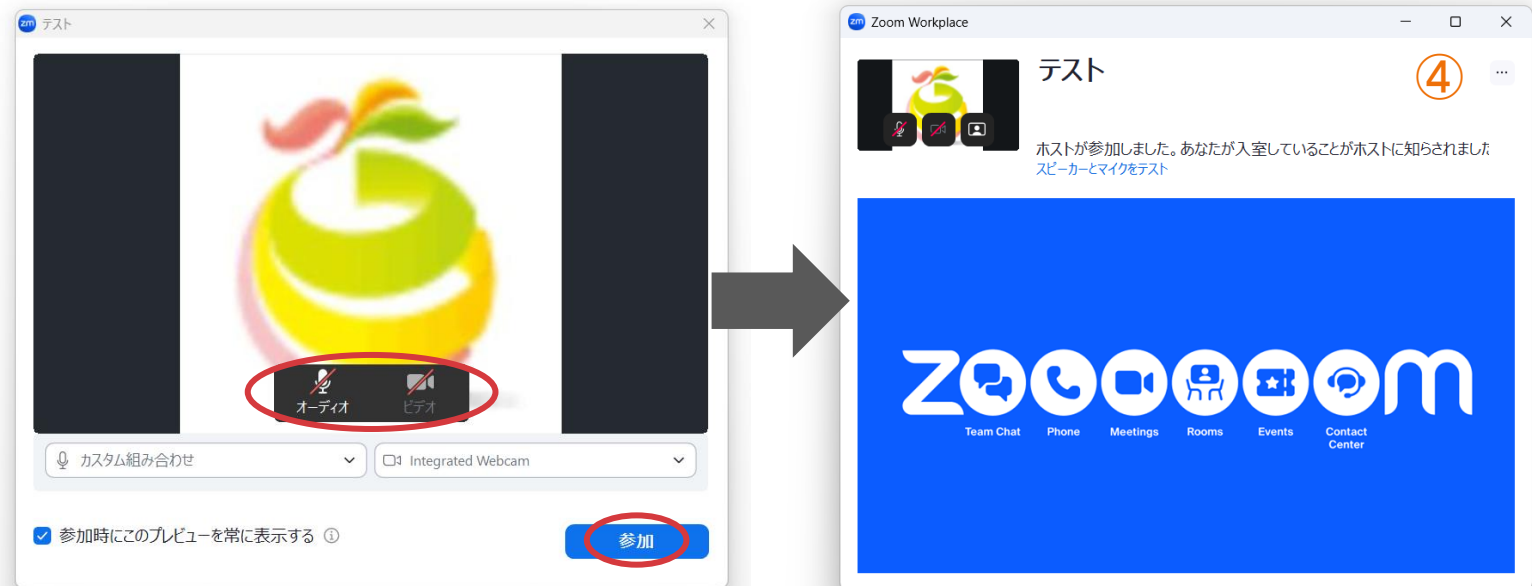 zm テスト
オーディオ ビデオ
カスタム組み合わせ
Integrated Webcam
参加時にこのプレビューを常に表示する
参加
zm Zoom Workplace
テスト
④
ホストが参加しました。あなたが入室していることがホストに知らされました
スピーカーとマイクをテスト
ZOOOOOOM
Team Chat Phone Meetings Rooms Events Contact
Center